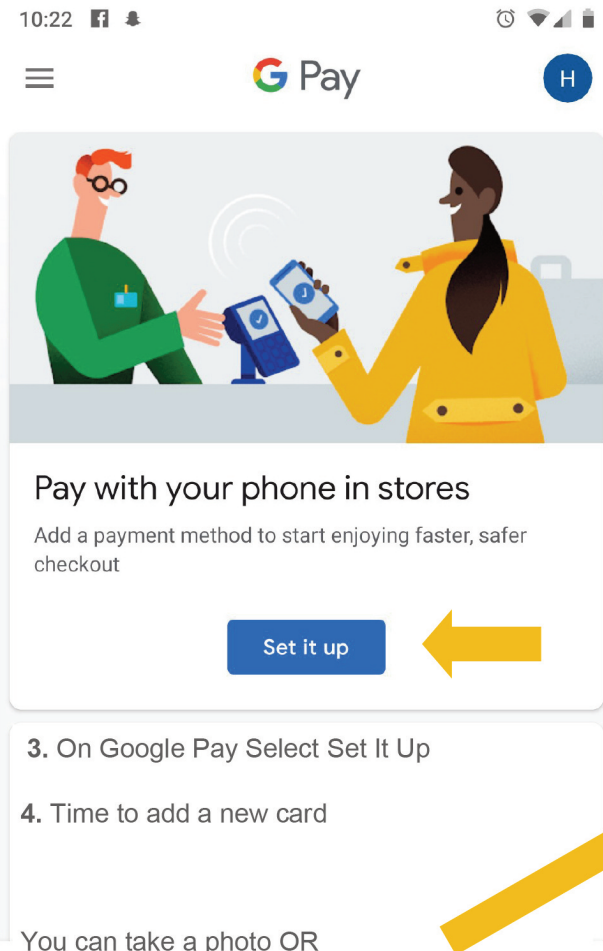 10:22
G Pay
H
Pay with your phone in stores
Add a payment method to start enjoying faster, safer
checkout
Set it up
3. On Google Pay Select Set It Up
4. Time to add a new card
You can take a photo OR